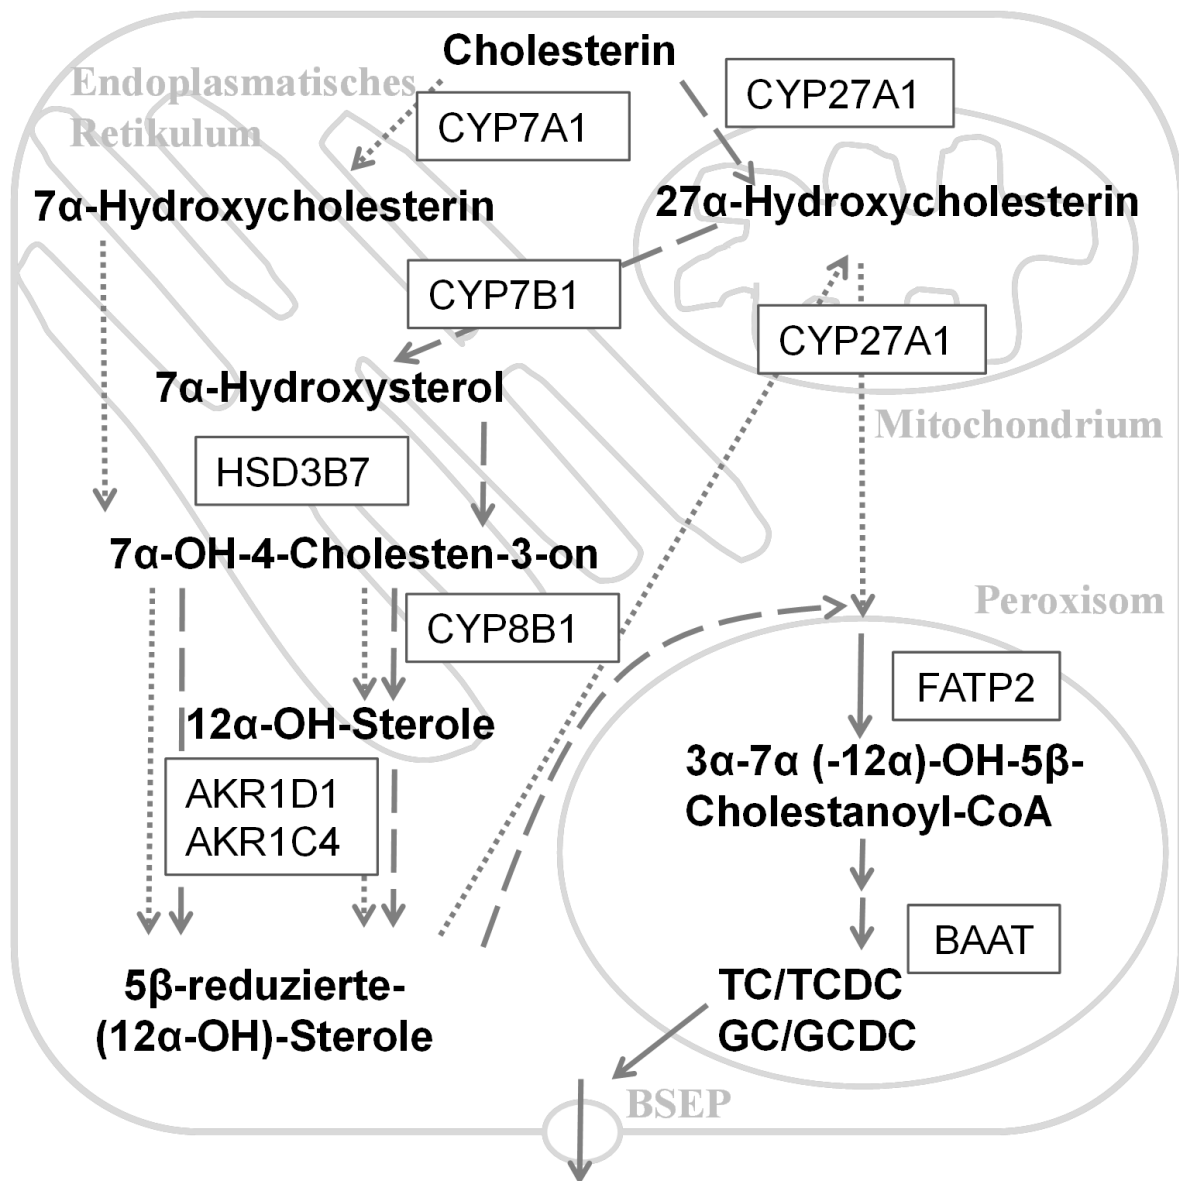 Cholesterin
Endoplasmatisches
Retikulum
CYP7A1
CYP27A1
7α-Hydroxycholesterin
27α-Hydroxycholesterin
CYP7B1
CYP27A1
7α-Hydroxysterol
Mitochondrium
HSD3B7
7α-OH-4-Cholesten-3-on
Peroxisom
CYP8B1
FATP2
12α-OH-Sterole
AKR1D1
AKR1C4
3α-7α (-12α)-OH-5β-
Cholestanoyl-CoA
BAAT
5β-reduzierte-
(12α-OH)-Sterole
TC/TCDC
GC/GCDC
BSEP